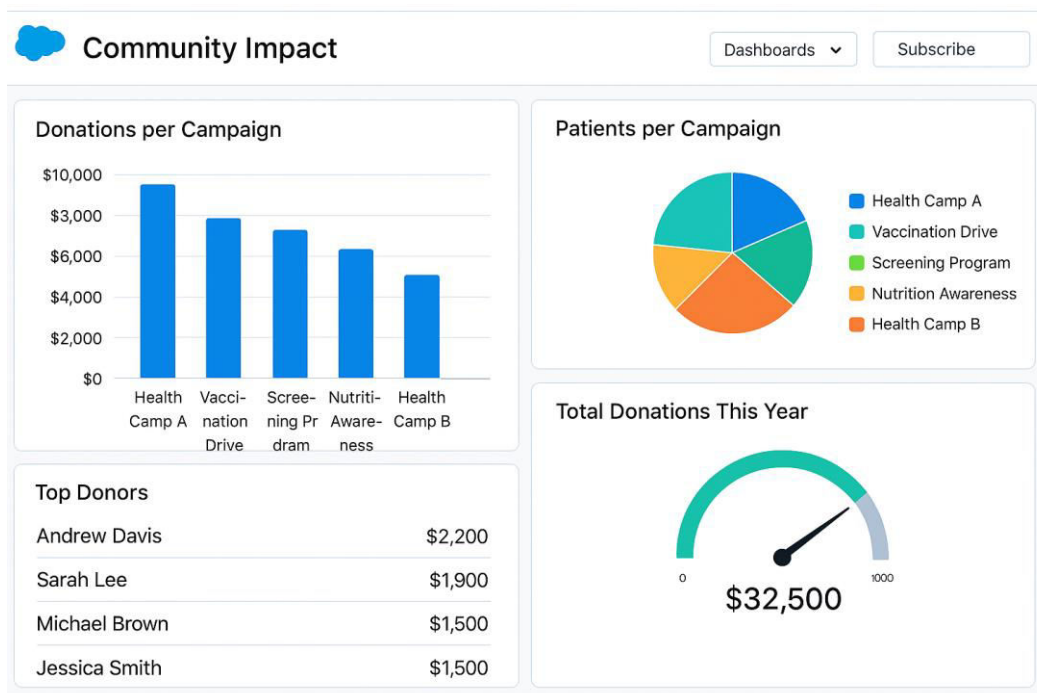 Community Impact
Dashboards
Subscribe
Donations per Campaign
$10,000
$3,000
$6,000
$4,000
$2,000
$0
Health
Camp A
Vacci-
nation
Drive
Scree-
ning Pr
dram
Nutriti-
Aware-
ness
Health
Camp B
Patients per Campaign
Health Camp A
Vaccination Drive
Screening Program
Nutrition Awareness
Health Camp B
Top Donors
Andrew Davis $2,200
Sarah Lee $1,900
Michael Brown $1,500
Jessica Smith $1,500
Total Donations This Year
0
1000
$32,500